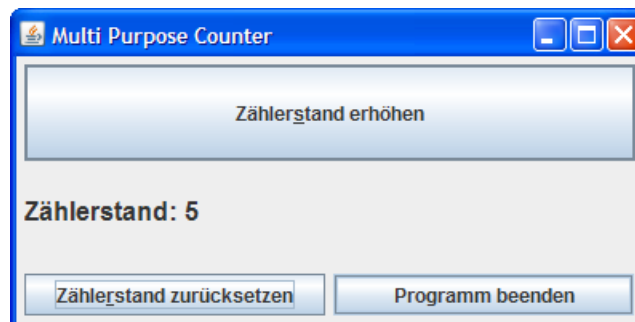 Multi Purpose Counter
Zählerstand erhöhen
Zählerstand: 5
Zählerstand zurücksetzen Programm beenden